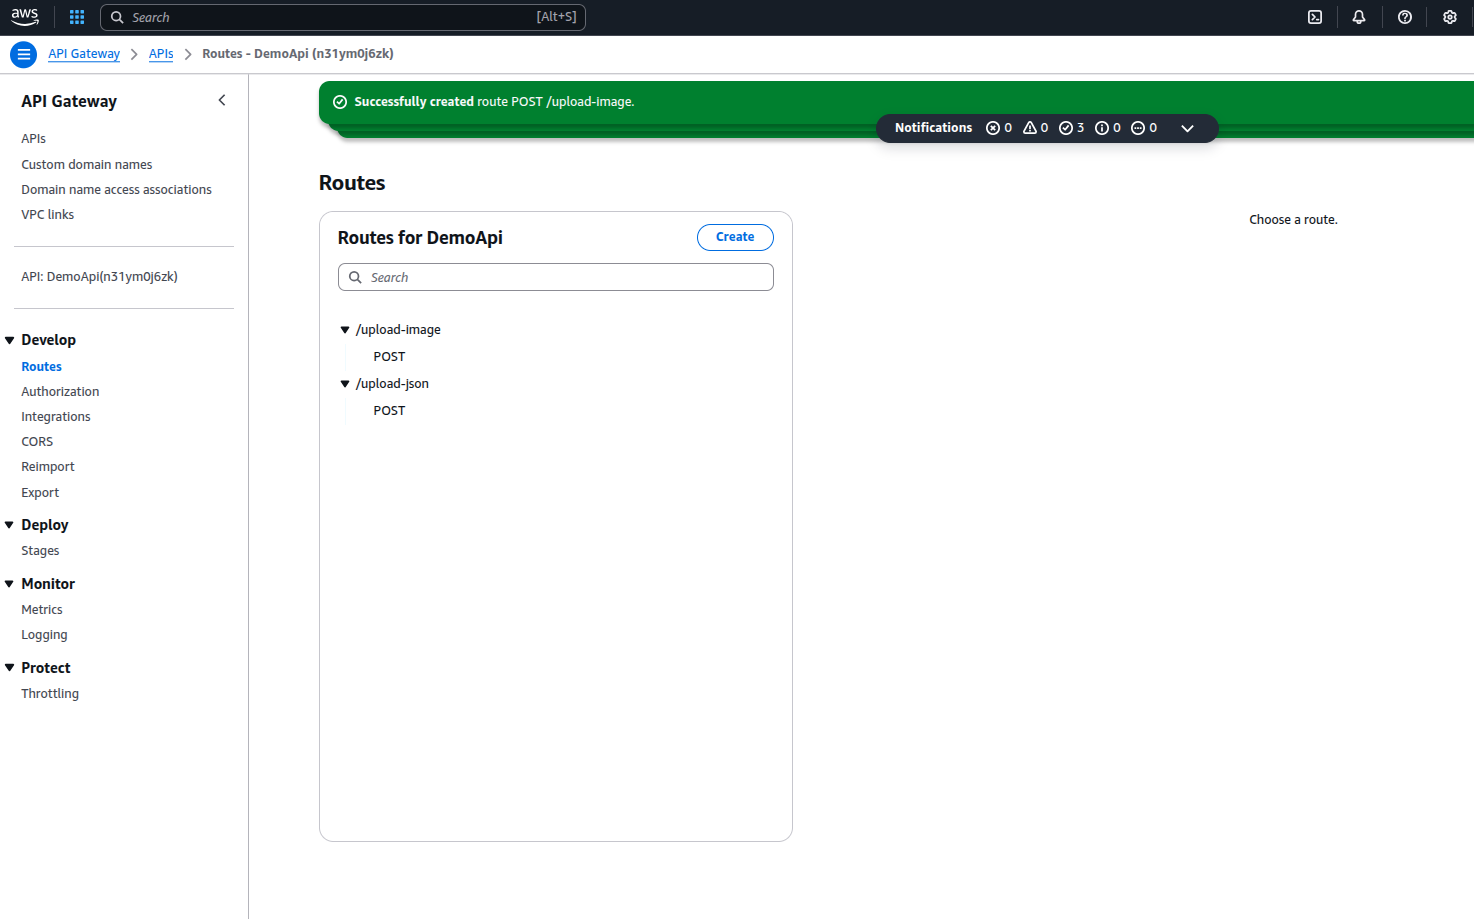 aws
Search [Alt+S]
API Gateway > APIs > Routes - DemoApi (n31ym0j6zk)
API Gateway
APIs
Custom domain names
Domain name access associations
VPC links
API: DemoApi(n31ym0j6zk)
Develop
Routes
Authorization
Integrations
CORS
Reimport
Export
Deploy
Stages
Monitor
Metrics
Logging
Protect
Throttling
Successfully created route POST /upload-image.
Notifications 0 0 3 0 0
Routes
Routes for DemoApi
Create
Search
/upload-image
POST
/upload-json
POST
Choose a route.